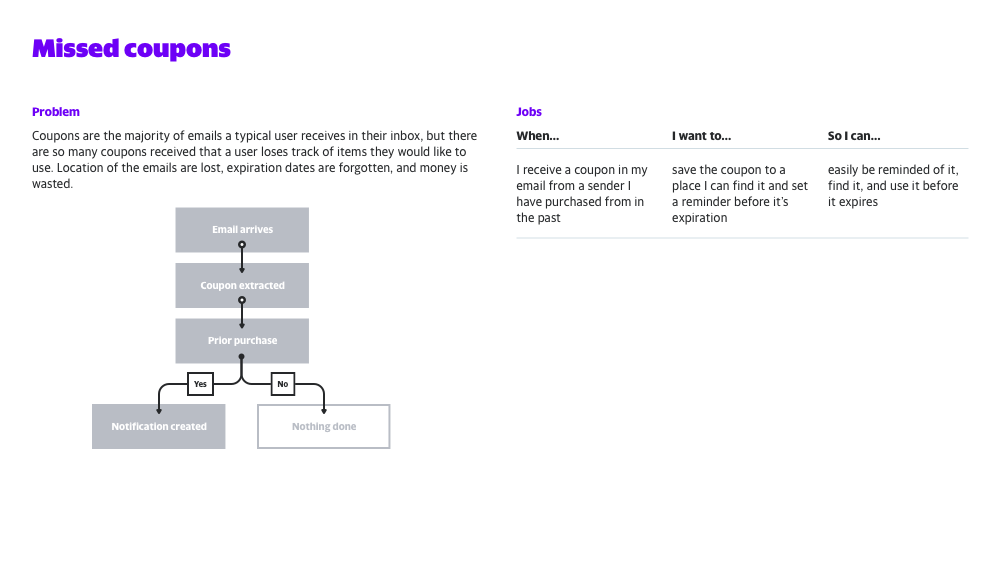 Missed coupons
Problem
Coupons are the majority of emails a typical user receives in their inbox, but there
are so many coupons received that a user loses track of items they would like to
use. Location of the emails are lost, expiration dates are forgotten, and money is
wasted.
Email arrives
Coupon extracted
Prior purchase
Yes
No
Notification created
Nothing done
Jobs
When...
I want to...
So I can...
I receive a coupon in my
email from a sender I
have purchased from in
the past
save the coupon to a
place I can find it and set
a reminder before it's
expiration
easily be reminded of it,
find it, and use it before
it expires